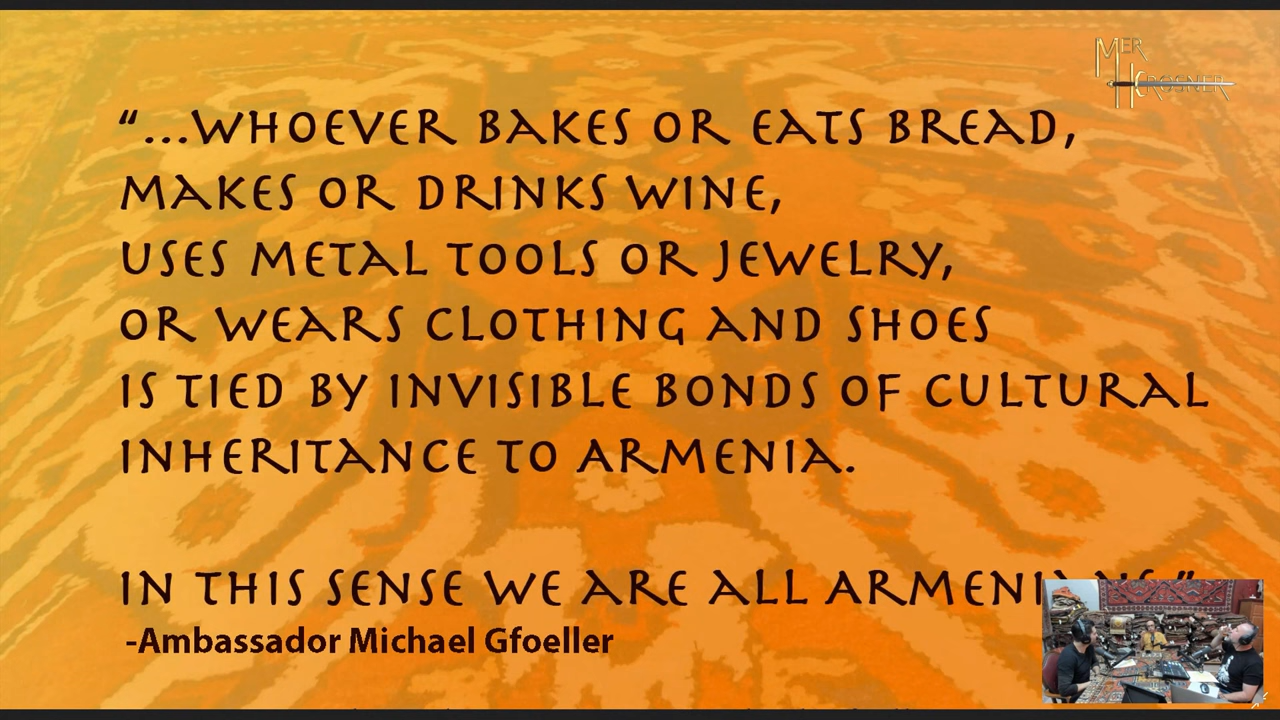 MER
HEROSNER
“...WHOEVER BAKES OR EATS BREAD,
MAKES OR DRINKS WINE,
USES METAL TOOLS OR JEWELRY,
OR WEARS CLOTHING AND SHOES
IS TIED BY INVISIBLE BONDS OF CULTURAL
INHERITANCE TO ARMENIA.
IN THIS SENSE WE ARE ALL
-Ambassador Michael Gfoeller